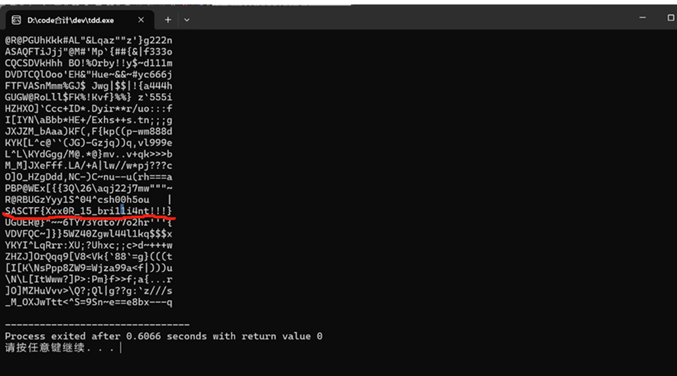 D:\code合计\dev\tdd.exe
@R@PGUhKkk#AL"&Lqaz""z'}g222n
ASAQFTiJjj"@M#'Mp`{##{&|f333o
CQCSDVkHhh BO!%Orby!!y$~d111m
DVDTCQlOoo'EH&"Hue~&&~#yc666j
FTFVASnMmm%GJ$ Jwg|$$|!{a444h
GUGW@RoLll$FK%!Kvf}%%} z`555i
HZHXO]`Ccc+ID*.Dyir**r/uo:::f
I[IYN\aBbb*HE+/Exhs++s.tn;;;g
JXJZM_bAaa)KF(,F{kp((p-wm888d
KYK[L^c@``(JG)-Gzjq))q,vl999e
L^L\KYdGgg/M@.*@}mv..v+qk>>>b
M_M]JXeFff.LA/+A|lw//w*pj???c
O]O_HZgDdd,NC-)C~nu--u(rh===a
PBP@WEx[{{3Q\26\aqj22j7mw"""~
R@RBUGzYyy1S^04^csh00h5ou   |
SASCTF{Xxx0R_15_bri11i4nt!!!}
UGUER@}^~~6TY73Ydto77o2hr'''{
VDVFQC~]}}5WZ40Zgwl44l1kq$$$x
YKYI^LqRrr:XU;?Uhxc;;c>d~+++w
ZHZJ]OrQqq9[V8<Vk{`88`=g}(((t
[I[K\NsPpp8ZW9=Wjza99a<f|)))u
\N\L[ItWww?]P>:Pm}f>>f;a{...r
]O]MZHuVvv>\Q?;Ql|g??g:`z///s
_M_OXJwTtt<^S=9Sn~e==e8bx---q
--------------------------------
Process exited after 0.6066 seconds with return value 0
请按任意键继续. . .